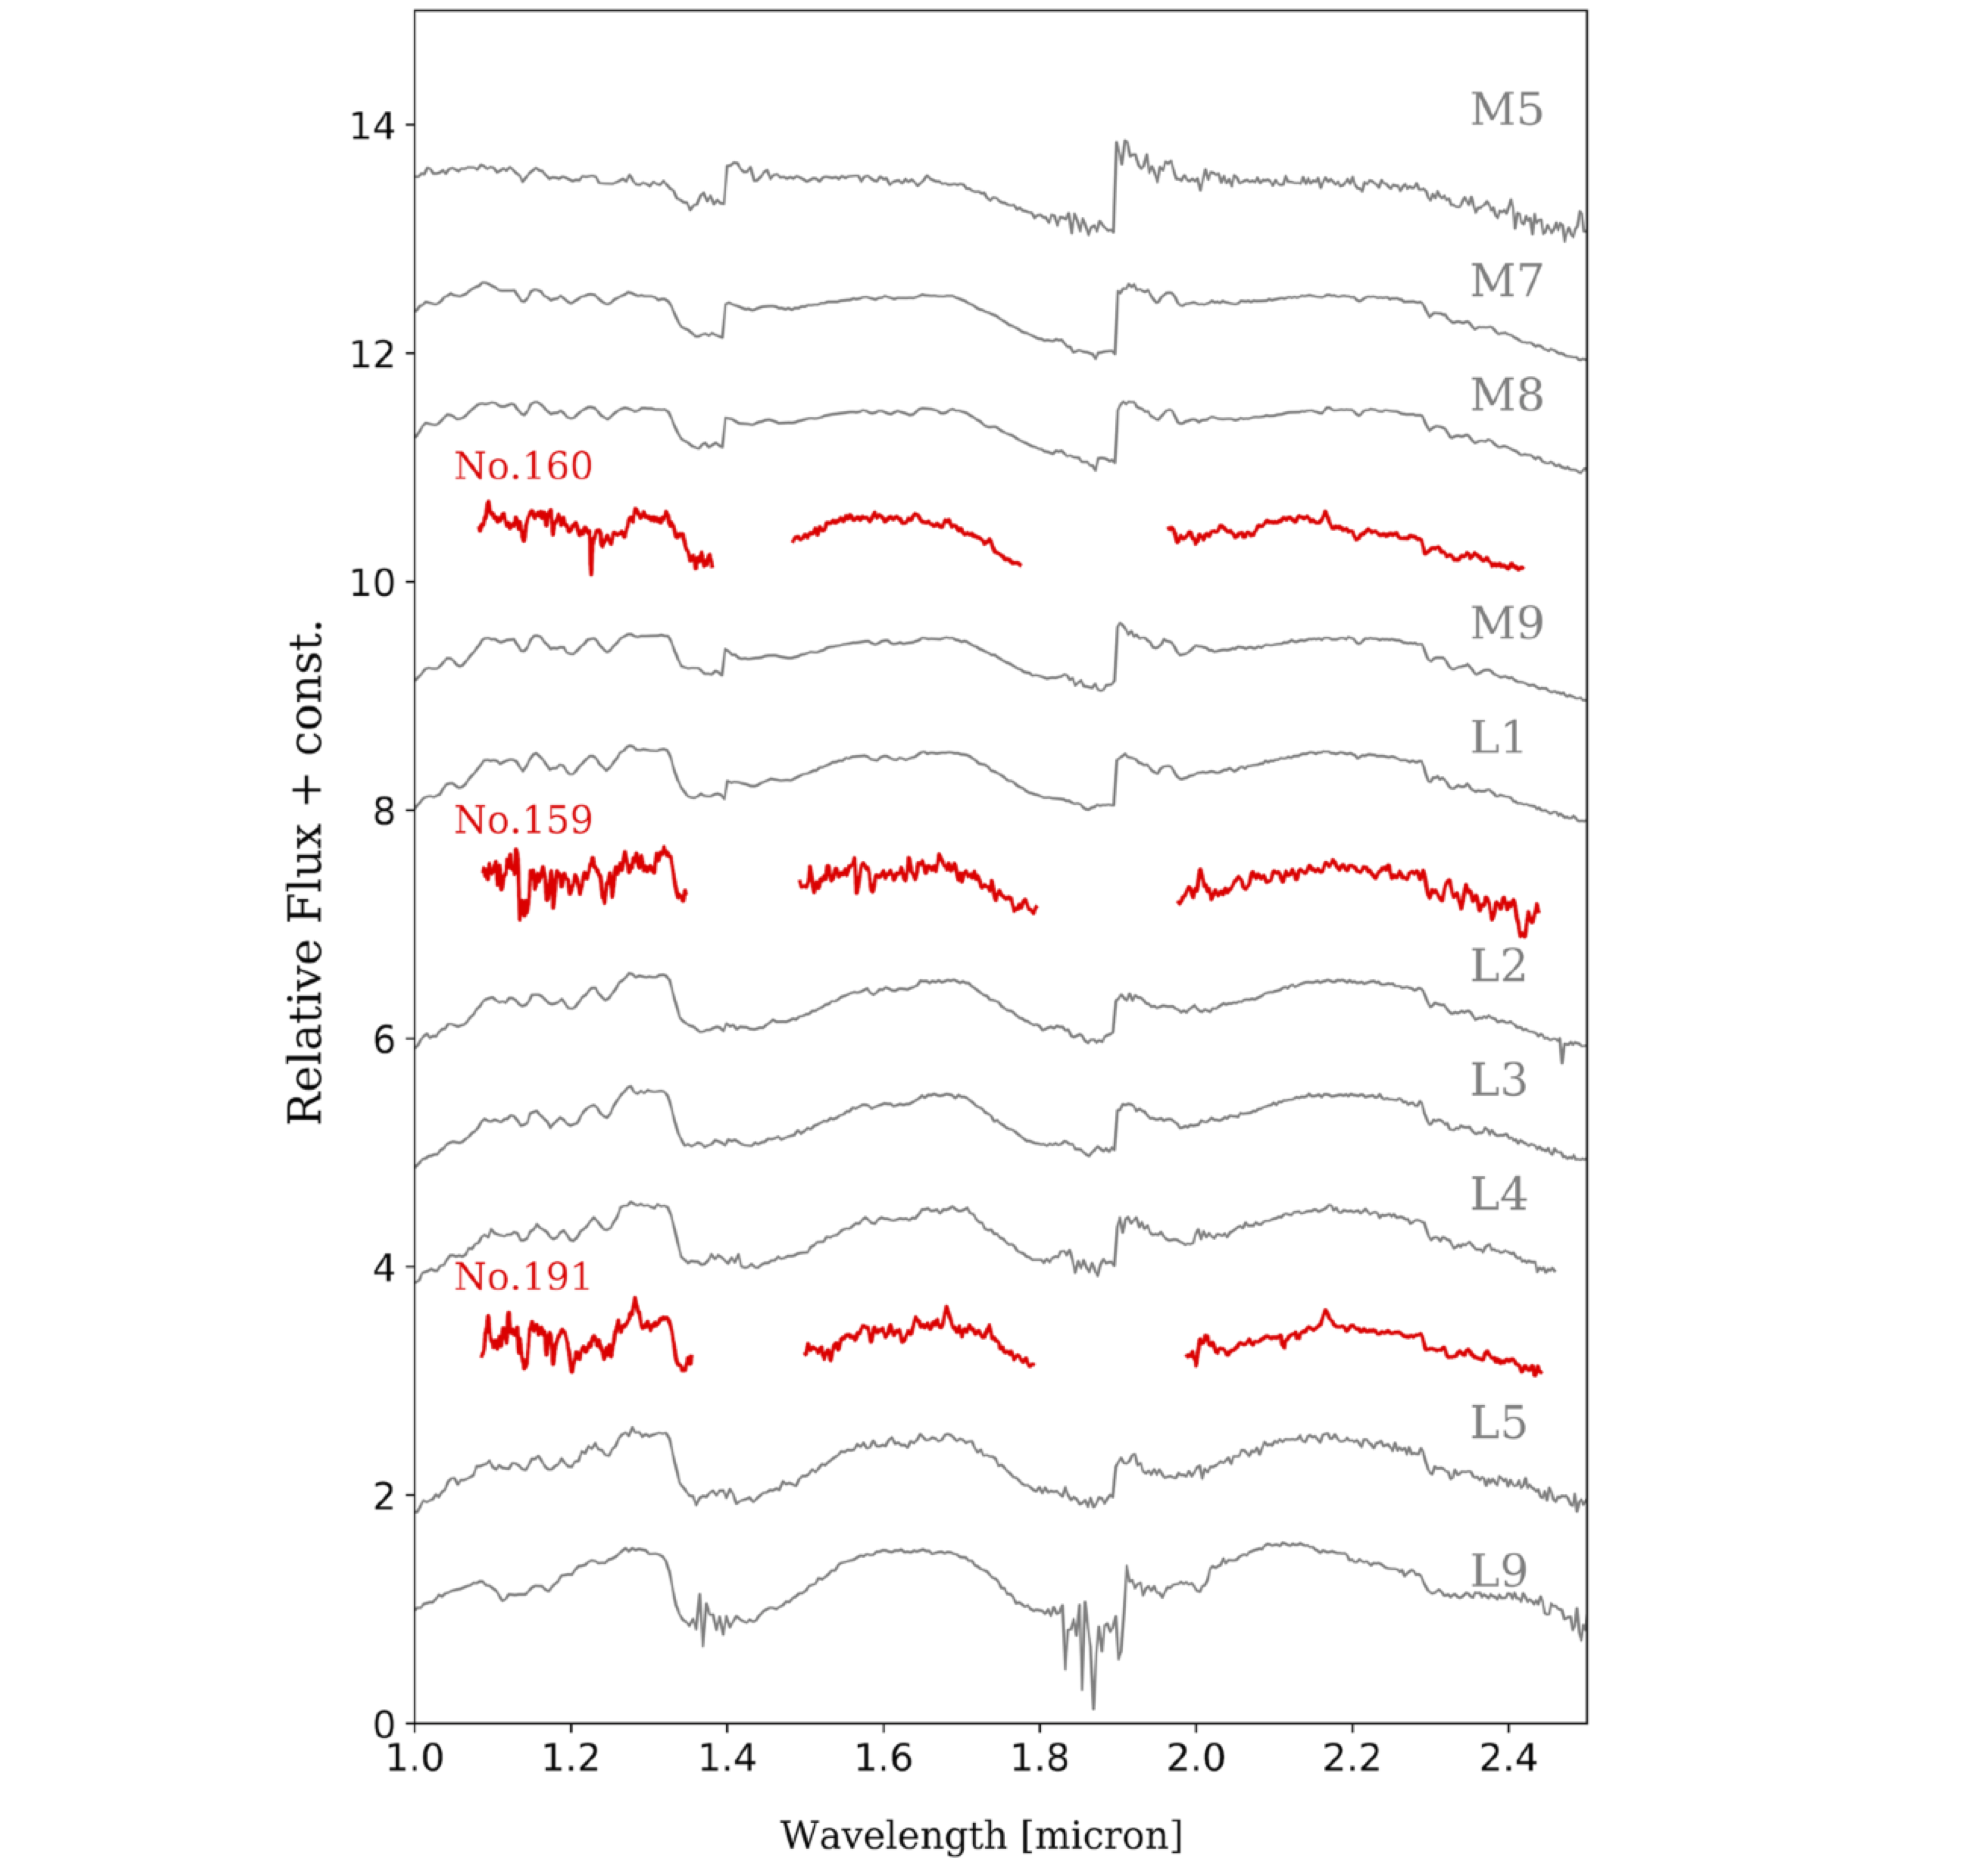 M5
14
M7
12
M8
No.160
10
M9
L1
8
No.159
L2
6
L3
L4
4
No.191
L5
2
L9
0
1.0 1.2 1.4 1.6 1.8 2.0 2.2 2.4
Wavelength [micron]
Relative Flux + const.